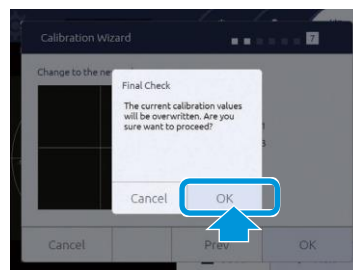 Calibration Wizard
7
Change to the ne
Final Check
The current calibration values
will be overwritten. Are you
sure want to proceed?
Cancel
OK
Cancel
Prev
OK